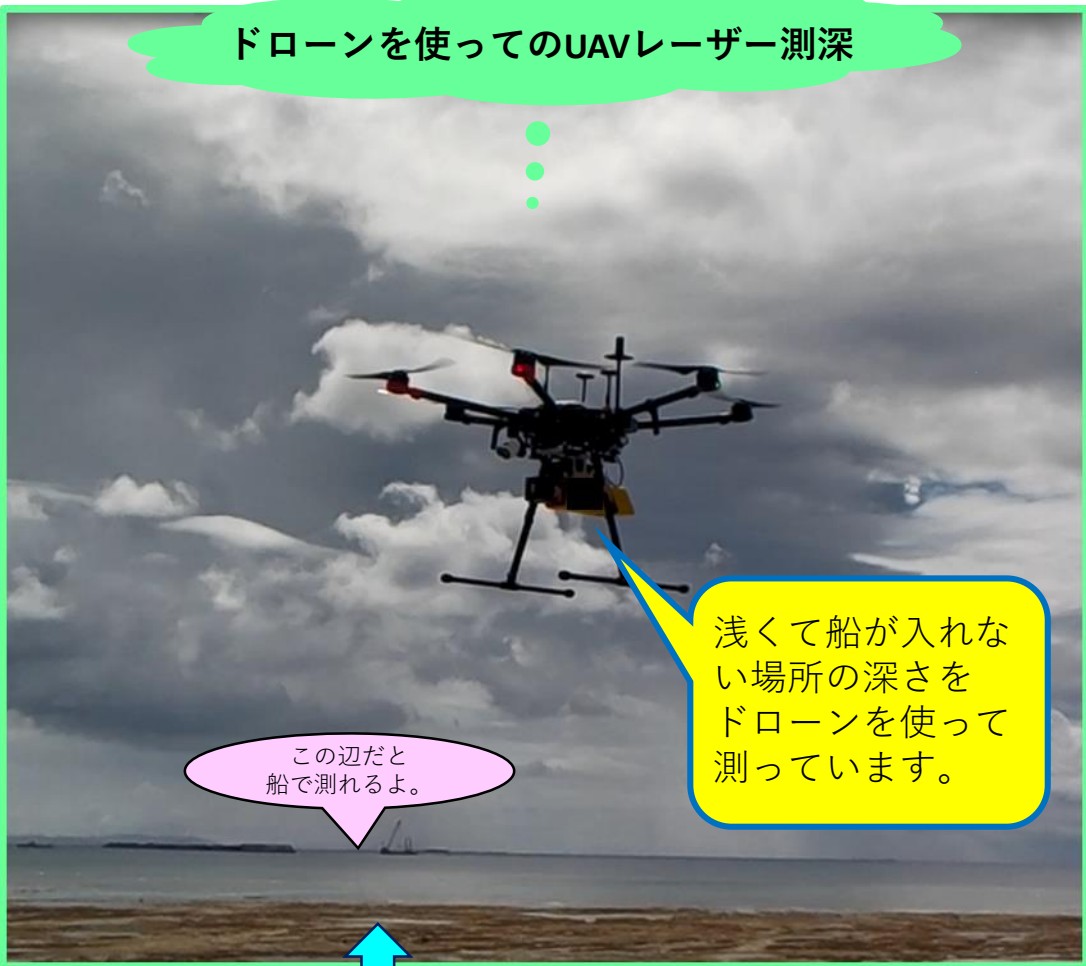 ドローンを使ってのUAVレーザー測深
浅くて船が入れな
い場所の深さを
ドローンを使って
測っています。
この辺だと
船で測れるよ。